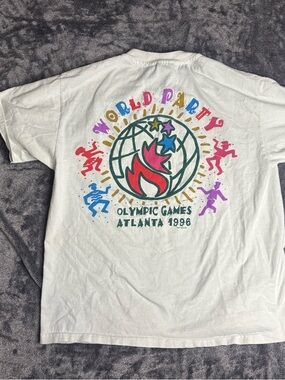 WORLD PARTY
OLYMPIC GAMES
ATLANTA 1996